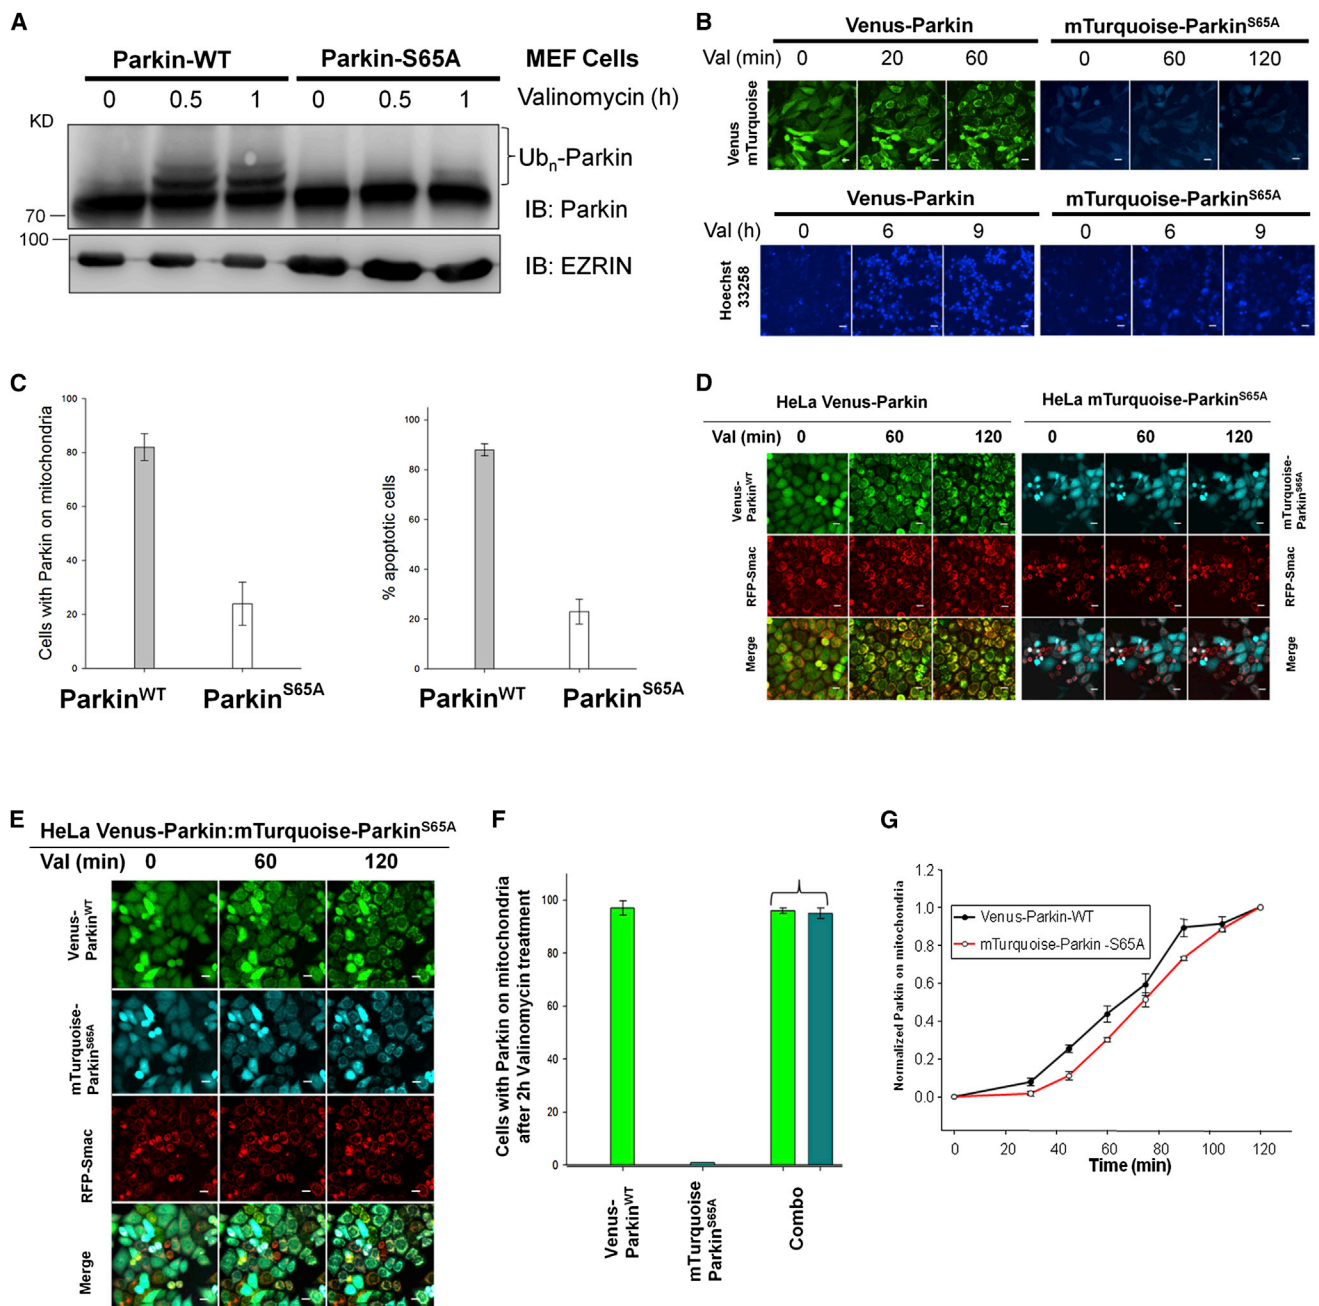 A
Parkin-WT Parkin-S65A MEF Cells
0 0.5 1 0 0.5 1 Valinomycin (h)
KD
Ubn-Parkin
70 IB: Parkin
100
IB: EZRIN
B
Venus-Parkin mTurquoise-ParkinS65A
Val (min) 0 20 60 0 60 120
Venus
mTurquoise
Venus-Parkin mTurquoise-ParkinS65A
Val (h) 0 6 9 0 6 9
Hoechst
33258
C
Cells with Parkin on mitochondria
100
80
60
40
20
0
ParkinWT ParkinS65A
% apoptotic cells
100
80
60
40
20
0
ParkinWT ParkinS65A
D
HeLa Venus-Parkin HeLa mTurquoise-ParkinS65A
Val (min) 0 60 120 0 60 120
Venus-
ParkinWT
RFP-Smac
Merge
mTurquoise-
ParkinS65A
RFP-Smac
Merge
E
HeLa Venus-Parkin:mTurquoise-ParkinS65A
Val (min) 0 60 120
Venus-
ParkinWT
mTurquoise-
ParkinS65A
RFP-Smac
Merge
F
Cells with Parkin on mitochondria
after 2h Valinomycin treatment
100
80
60
40
20
0
Venus-
ParkinWT
mTurquoise
ParkinS65A
Combo
G
Normalized Parkin on mitochondria
1.2
1.0
0.8
0.6
0.4
0.2
0.0
Venus-Parkin-WT
mTurquoise-Parkin -S65A
0 20 40 60 80 100 120
Time (min)